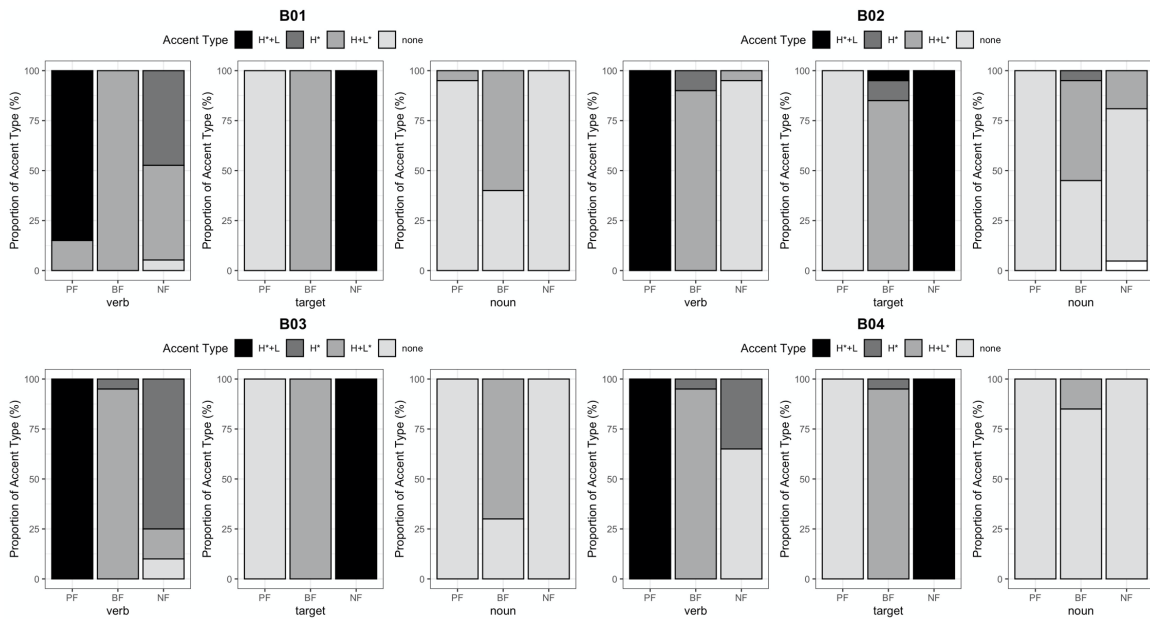 B01
Accent Type H*+L H* H+L* none
Proportion of Accent Type (%)
100
75
50
25
0
PF BF NF
verb
Proportion of Accent Type (%)
100
75
50
25
0
PF BF NF
target
Proportion of Accent Type (%)
100
75
50
25
0
PF BF NF
noun
B02
Accent Type H*+L H* H+L* none
Proportion of Accent Type (%)
100
75
50
25
0
PF BF NF
verb
Proportion of Accent Type (%)
100
75
50
25
0
PF BF NF
target
Proportion of Accent Type (%)
100
75
50
25
0
PF BF NF
noun
B03
Accent Type H*+L H* H+L* none
Proportion of Accent Type (%)
100
75
50
25
0
PF BF NF
verb
Proportion of Accent Type (%)
100
75
50
25
0
PF BF NF
target
Proportion of Accent Type (%)
100
75
50
25
0
PF BF NF
noun
B04
Accent Type H*+L H* H+L* none
Proportion of Accent Type (%)
100
75
50
25
0
PF BF NF
verb
Proportion of Accent Type (%)
100
75
50
25
0
PF BF NF
target
Proportion of Accent Type (%)
100
75
50
25
0
PF BF NF
noun